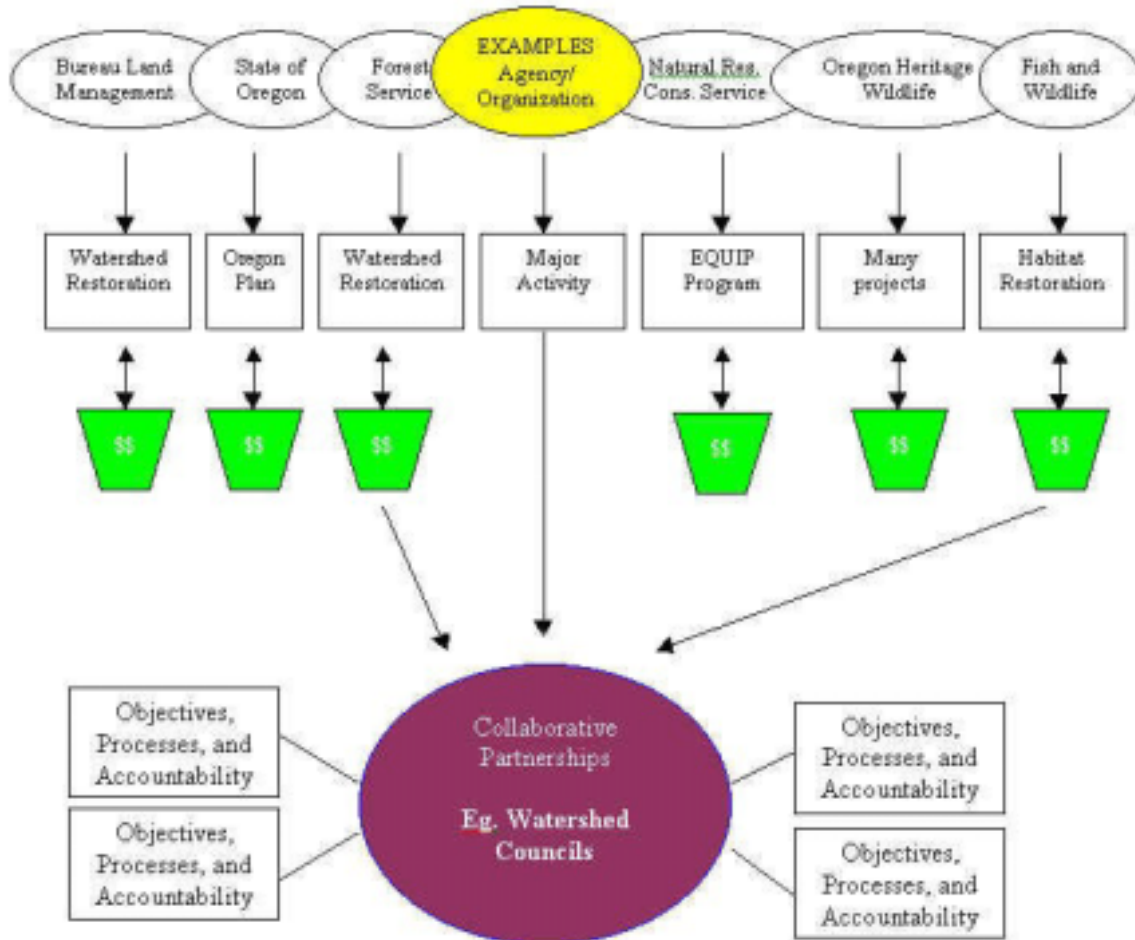 Bureau Land
Management
State of
Oregon
Forest
Service
EXAMPLES
Agency/
Organization
Natural Res.
Cons. Service
Oregon Heritage
Wildlife
Fish and
Wildlife
Watershed
Restoration
Oregon
Plan
Watershed
Restoration
Major
Activity
EQUIP
Program
Many
projects
Habitat
Restoration
$$
$$
$$
$$
$$
$$
Collaborative
Partnerships
Eg. Watershed
Councils
Objectives,
Processes, and
Accountability
Objectives,
Processes, and
Accountability
Objectives,
Processes, and
Accountability
Objectives,
Processes, and
Accountability